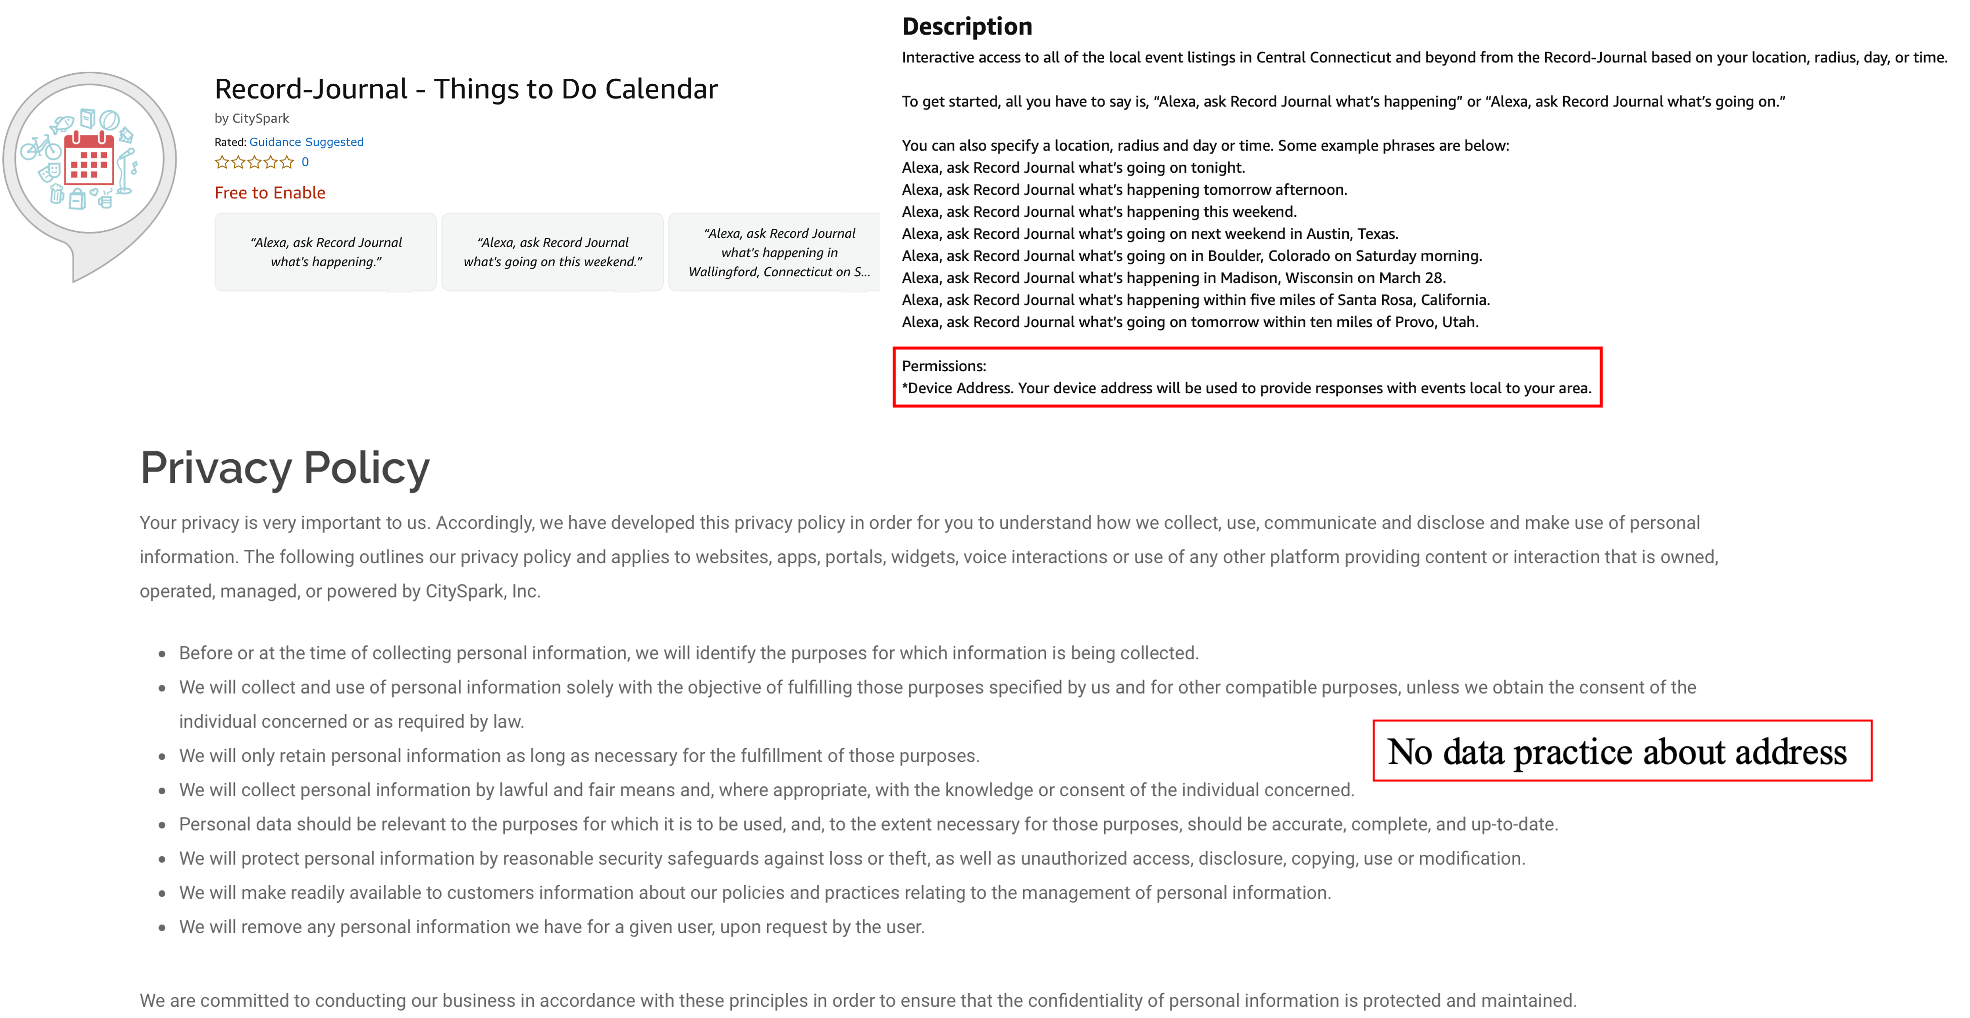 Record-Journal - Things to Do Calendar
by CitySpark
Rated: Guidance Suggested
0
Free to Enable
“Alexa, ask Record Journal
what's happening.”
“Alexa, ask Record Journal
what's going on this weekend.”
“Alexa, ask Record Journal
what's happening in
Wallingford, Connecticut on S...
Description
Interactive access to all of the local event listings in Central Connecticut and beyond from the Record-Journal based on your location, radius, day, or time.
To get started, all you have to say is, “Alexa, ask Record Journal what’s happening” or “Alexa, ask Record Journal what’s going on.”
You can also specify a location, radius and day or time. Some example phrases are below:
Alexa, ask Record Journal what’s going on tonight.
Alexa, ask Record Journal what’s happening tomorrow afternoon.
Alexa, ask Record Journal what’s happening this weekend.
Alexa, ask Record Journal what’s going on next weekend in Austin, Texas.
Alexa, ask Record Journal what’s going on in Boulder, Colorado on Saturday morning.
Alexa, ask Record Journal what’s happening in Madison, Wisconsin on March 28.
Alexa, ask Record Journal what’s happening within five miles of Santa Rosa, California.
Alexa, ask Record Journal what’s going on tomorrow within ten miles of Provo, Utah.
Permissions:
*Device Address. Your device address will be used to provide responses with events local to your area.
Privacy Policy
Your privacy is very important to us. Accordingly, we have developed this privacy policy in order for you to understand how we collect, use, communicate and disclose and make use of personal
information. The following outlines our privacy policy and applies to websites, apps, portals, widgets, voice interactions or use of any other platform providing content or interaction that is owned,
operated, managed, or powered by CitySpark, Inc.
• Before or at the time of collecting personal information, we will identify the purposes for which information is being collected.
• We will collect and use of personal information solely with the objective of fulfilling those purposes specified by us and for other compatible purposes, unless we obtain the consent of the
individual concerned or as required by law.
• We will only retain personal information as long as necessary for the fulfillment of those purposes.
No data practice about address
• We will collect personal information by lawful and fair means and, where appropriate, with the knowledge or consent of the individual concerned.
• Personal data should be relevant to the purposes for which it is to be used, and, to the extent necessary for those purposes, should be accurate, complete, and up-to-date.
• We will protect personal information by reasonable security safeguards against loss or theft, as well as unauthorized access, disclosure, copying, use or modification.
• We will make readily available to customers information about our policies and practices relating to the management of personal information.
• We will remove any personal information we have for a given user, upon request by the user.
We are committed to conducting our business in accordance with these principles in order to ensure that the confidentiality of personal information is protected and maintained.